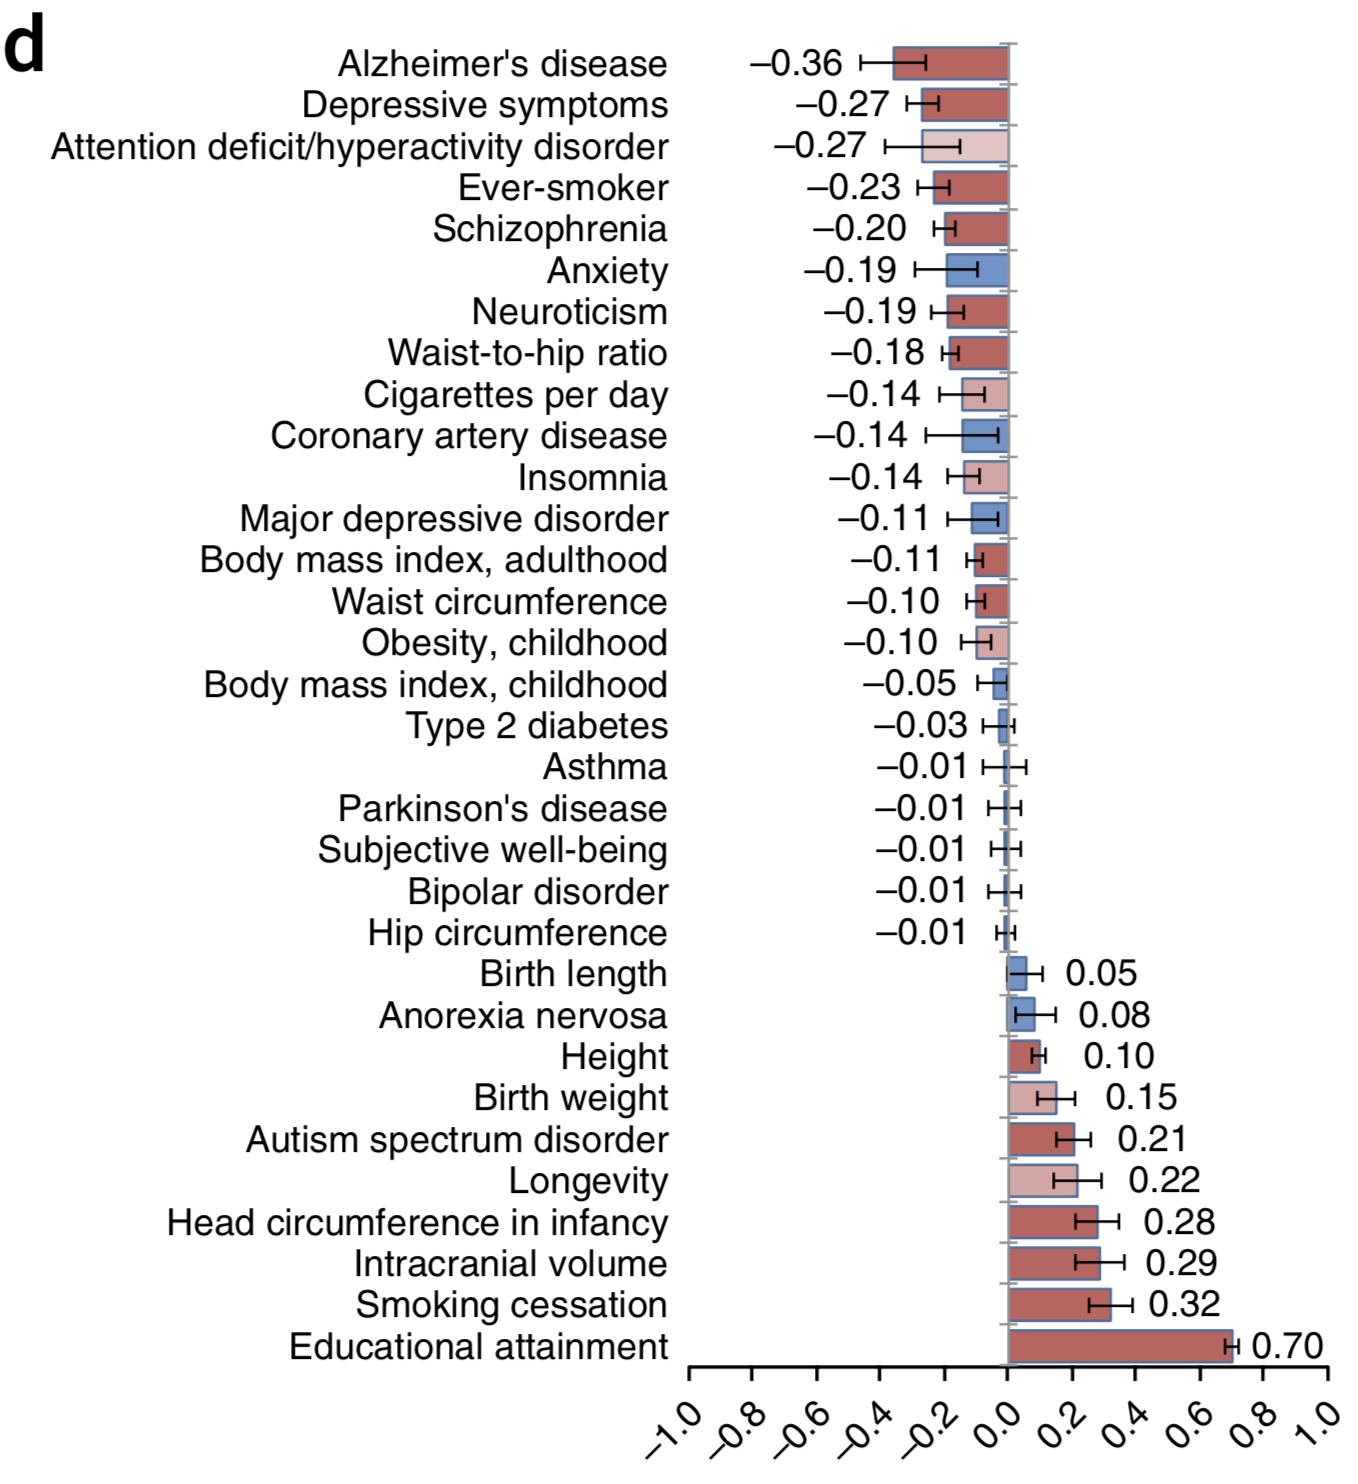 d
Alzheimer's disease –0.36
Depressive symptoms –0.27
Attention deficit/hyperactivity disorder –0.27
Ever-smoker –0.23
Schizophrenia –0.20
Anxiety –0.19
Neuroticism –0.19
Waist-to-hip ratio –0.18
Cigarettes per day –0.14
Coronary artery disease –0.14
Insomnia –0.14
Major depressive disorder –0.11
Body mass index, adulthood –0.11
Waist circumference –0.10
Obesity, childhood –0.10
Body mass index, childhood –0.05
Type 2 diabetes –0.03
Asthma –0.01
Parkinson's disease –0.01
Subjective well-being –0.01
Bipolar disorder –0.01
Hip circumference –0.01
Birth length 0.05
Anorexia nervosa 0.08
Height 0.10
Birth weight 0.15
Autism spectrum disorder 0.21
Longevity 0.22
Head circumference in infancy 0.28
Intracranial volume 0.29
Smoking cessation 0.32
Educational attainment 0.70
–1.0 –0.8 –0.6 –0.4 –0.2 0.0 0.2 0.4 0.6 0.8 1.0